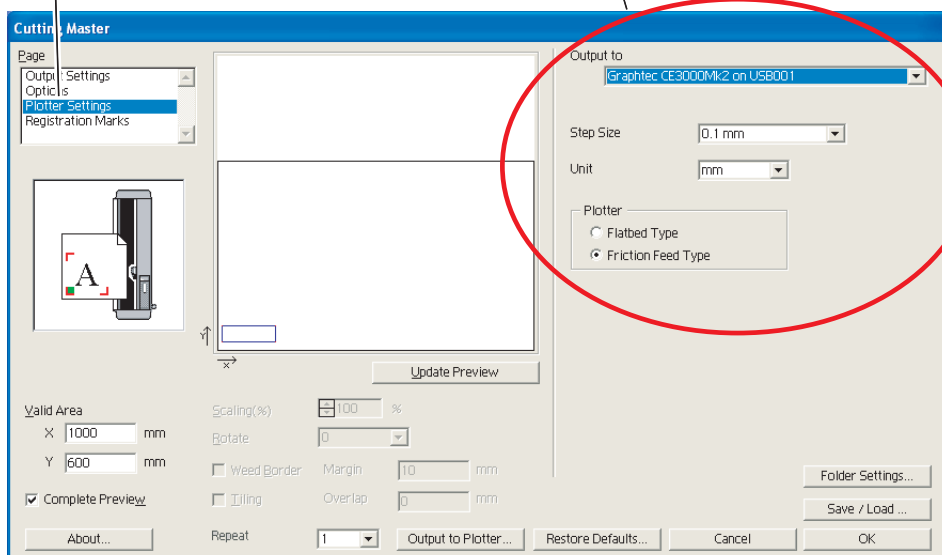 Cutting Master
Page
Output Settings
Options
Plotter Settings
Registration Marks
A
Y
X
Update Preview
Output to
Graphtec CE3000Mk2 on USB001
Step Size 0.1 mm
Unit mm
Plotter
Flatbed Type
Friction Feed Type
Valid Area
X 1000 mm
Y 600 mm
Complete Preview
Scaling(%) 100 %
Rotate 0
Weed Border Margin 10 mm
Tiling Overlap 0 mm
Folder Settings...
Save / Load ...
About...
Repeat 1
Output to Plotter...
Restore Defaults...
Cancel
OK